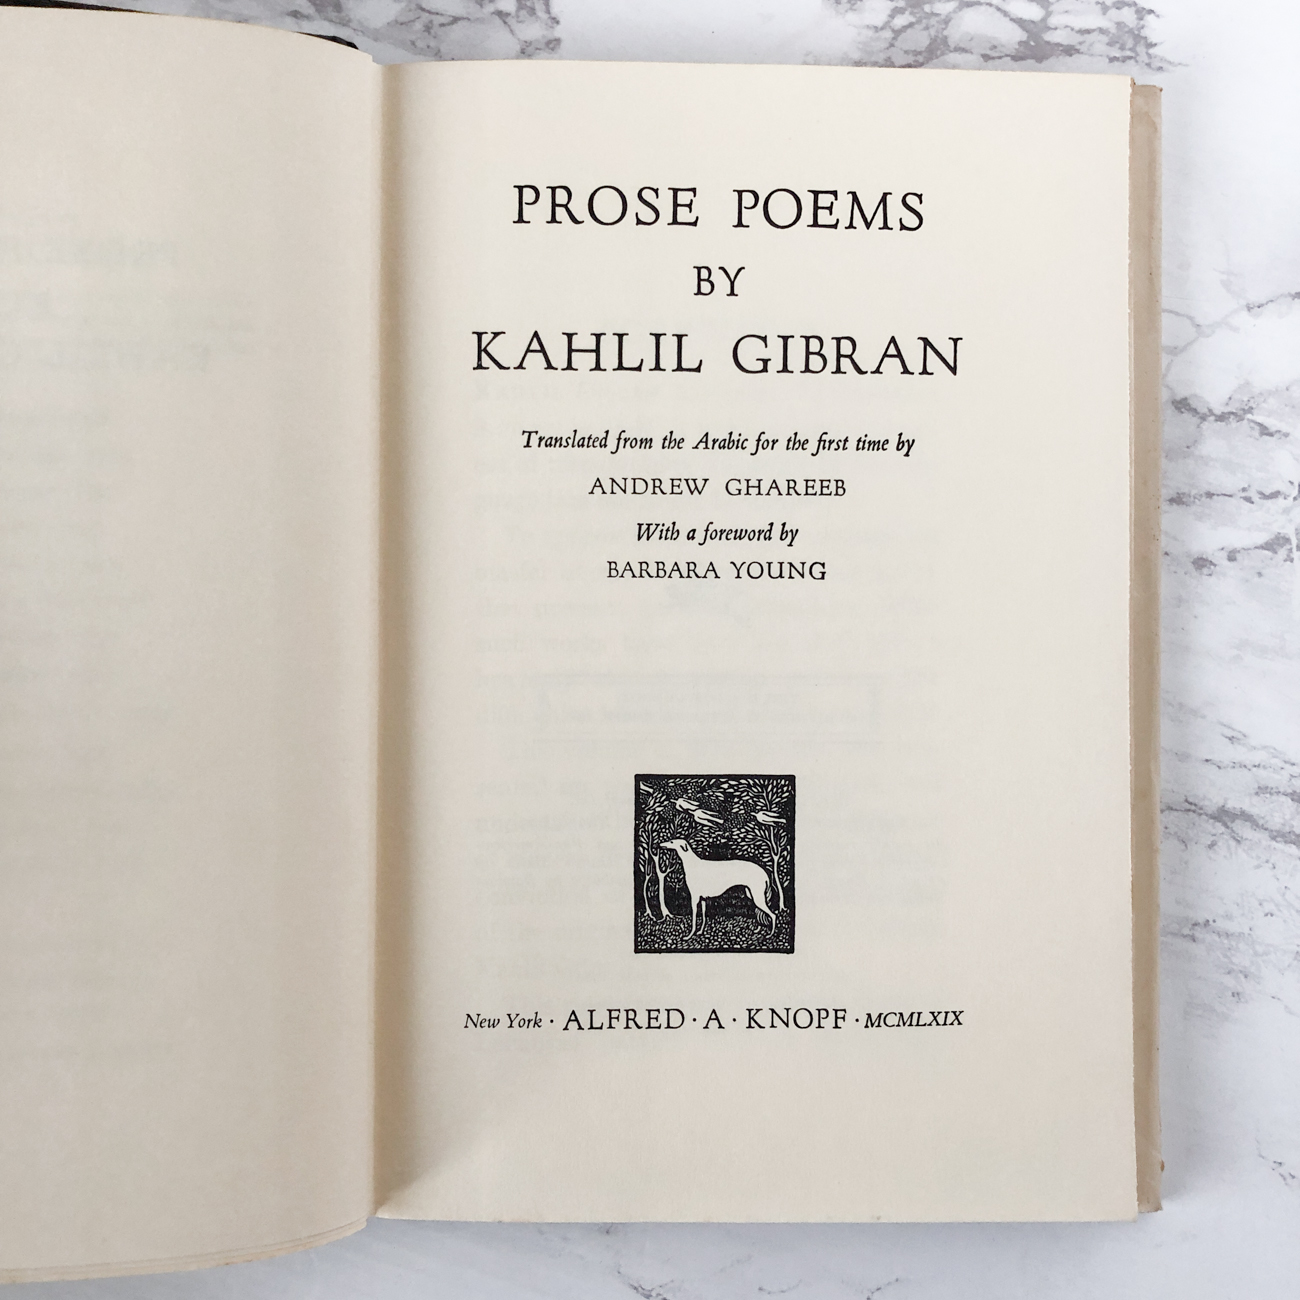 PROSE POEMS
BY
KAHLIL GIBRAN
Translated from the Arabic for the first time by
ANDREW GHAREEB
With a foreword by
BARBARA YOUNG
New York · ALFRED · A · KNOPF · MCMLXIX